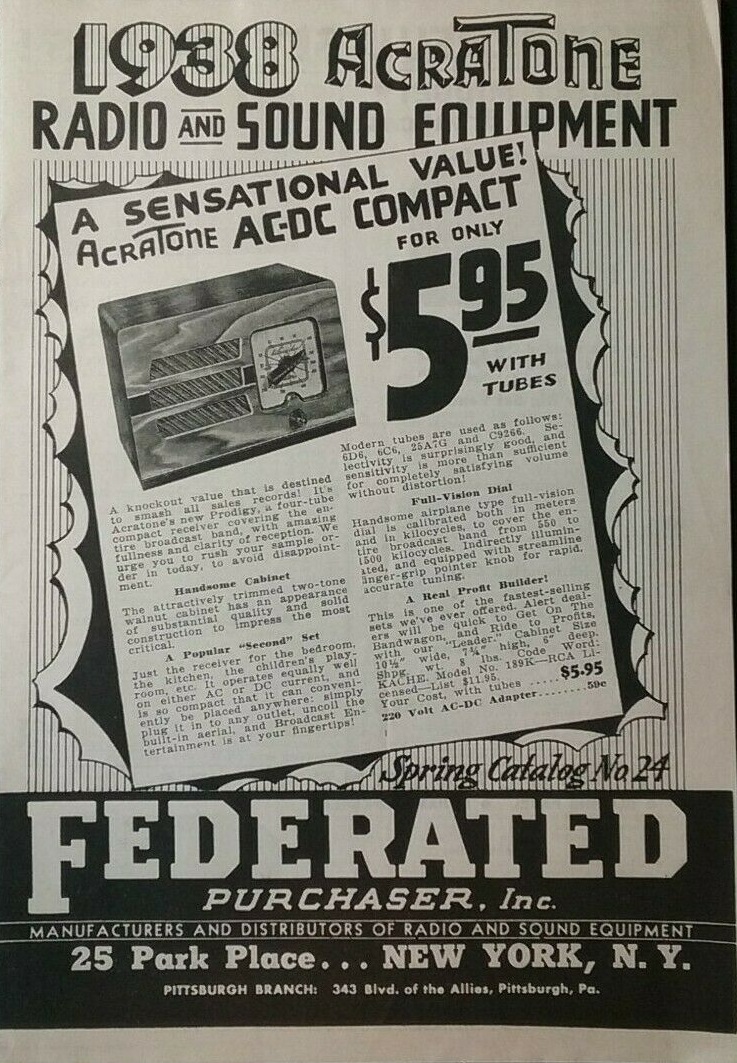 1938 ACRATONE
RADIO AND SOUND EQUIPMENT
A SENSATIONAL VALUE!
ACRATONE AC-DC COMPACT
FOR ONLY
$5.95
WITH
TUBES
A knockout value that is destined
to smash all sales records! It's
Acratone's new Prodigy, a four-tube
compact receiver covering the en-
tire broadcast band, with amazing
fullness and clarity of reception. We
urge you to rush your sample or-
der in today, to avoid disappoint-
ment.
Handsome Cabinet
The attractively trimmed two-tone
walnut cabinet has an appearance
of substantial quality and solid
construction to impress the most
critical.
A Popular "Second" Set
Just the receiver for the bedroom,
the kitchen, the children's play-
room, etc. It operates equally well
on either AC or DC current, and
is so compact that it can conveni-
ently be placed anywhere: simply
plug it in to any outlet, uncoil the
built-in aerial, and Broadcast En-
tertainment is at your fingertips!
Modern tubes are used as follows:
6D6, 6C6, 25A7G and C9266. Se-
lectivity is surprisingly good, and
sensitivity is more than sufficient
for completely satisfying volume
without distortion!
Full-Vision Dial
Handsome airplane type full-vision
dial is calibrated both in meters
and in kilocycles, to cover the en-
tire broadcast band from 550 to
1500 kilocycles. Indirectly illumin-
ated, and equipped with streamline
finger-grip pointer knob for rapid,
accurate tuning.
A Real Profit Builder!
This is one of the fastest-selling
sets we've ever offered. Alert deal-
ers will be quick to Get On The
Bandwagon, and Ride to Profits,
with our "Leader." Cabinet Size
10½" wide, 7¾" high, 6" deep.
Shpg. wt. 8 lbs. Code Word:
KACHE. Model No. 189K—RCA Li-
censed—List $11.95.
Your Cost, with tubes ..... $5.95
220 Volt AC-DC Adapter........59c
Spring Catalog No 24
FEDERATED
PURCHASER, Inc.
MANUFACTURERS AND DISTRIBUTORS OF RADIO AND SOUND EQUIPMENT
25 Park Place... NEW YORK, N. Y.
PITTSBURGH BRANCH: 343 Blvd. of the Allies, Pittsburgh, Pa.